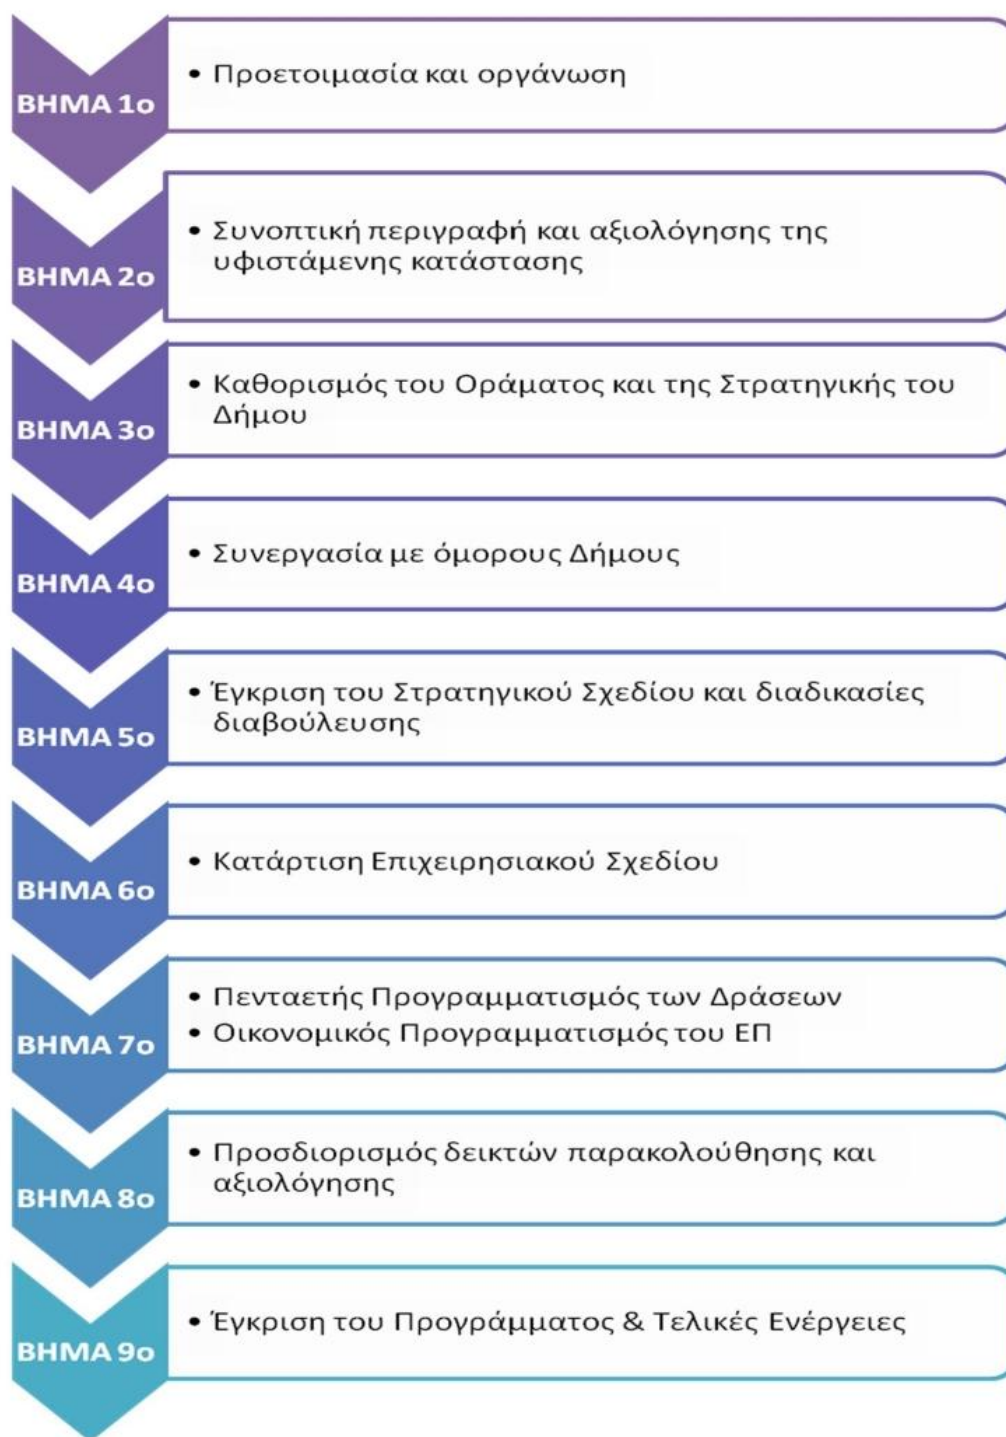 ΒΗΜΑ 1ο
• Προετοιμασία και οργάνωση
ΒΗΜΑ 2ο
• Συνοπτική περιγραφή και αξιολόγησης της
υφιστάμενης κατάστασης
ΒΗΜΑ 3ο
• Καθορισμός του Οράματος και της Στρατηγικής του
Δήμου
ΒΗΜΑ 4ο
• Συνεργασία με όμορους Δήμους
ΒΗΜΑ 5ο
• Έγκριση του Στρατηγικού Σχεδίου και διαδικασίες
διαβούλευσης
ΒΗΜΑ 6ο
• Κατάρτιση Επιχειρησιακού Σχεδίου
ΒΗΜΑ 7ο
• Πενταετής Προγραμματισμός των Δράσεων
• Οικονομικός Προγραμματισμός του ΕΠ
ΒΗΜΑ 8ο
• Προσδιορισμός δεικτών παρακολούθησης και
αξιολόγησης
ΒΗΜΑ 9ο
• Έγκριση του Προγράμματος & Τελικές Ενέργειες